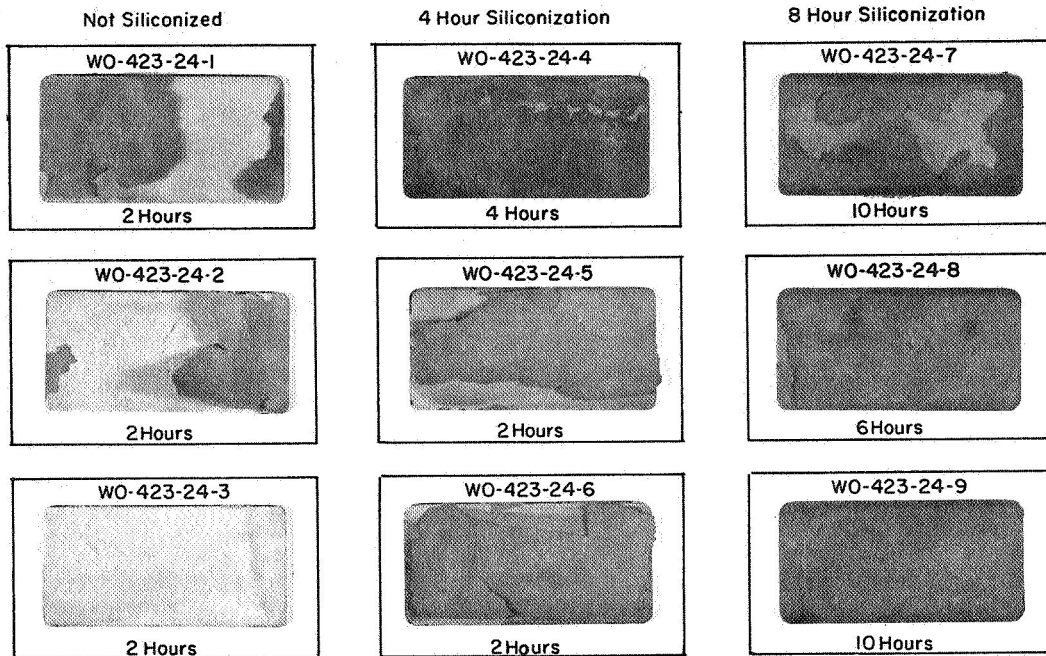 Not Siliconized
4 Hour Siliconization
8 Hour Siliconization
WO-423-24-1
2 Hours
WO-423-24-4
4 Hours
WO-423-24-7
10 Hours
WO-423-24-2
2 Hours
WO-423-24-5
2 Hours
WO-423-24-8
6 Hours
WO-423-24-3
2 Hours
WO-423-24-6
2 Hours
WO-423-24-9
10 Hours